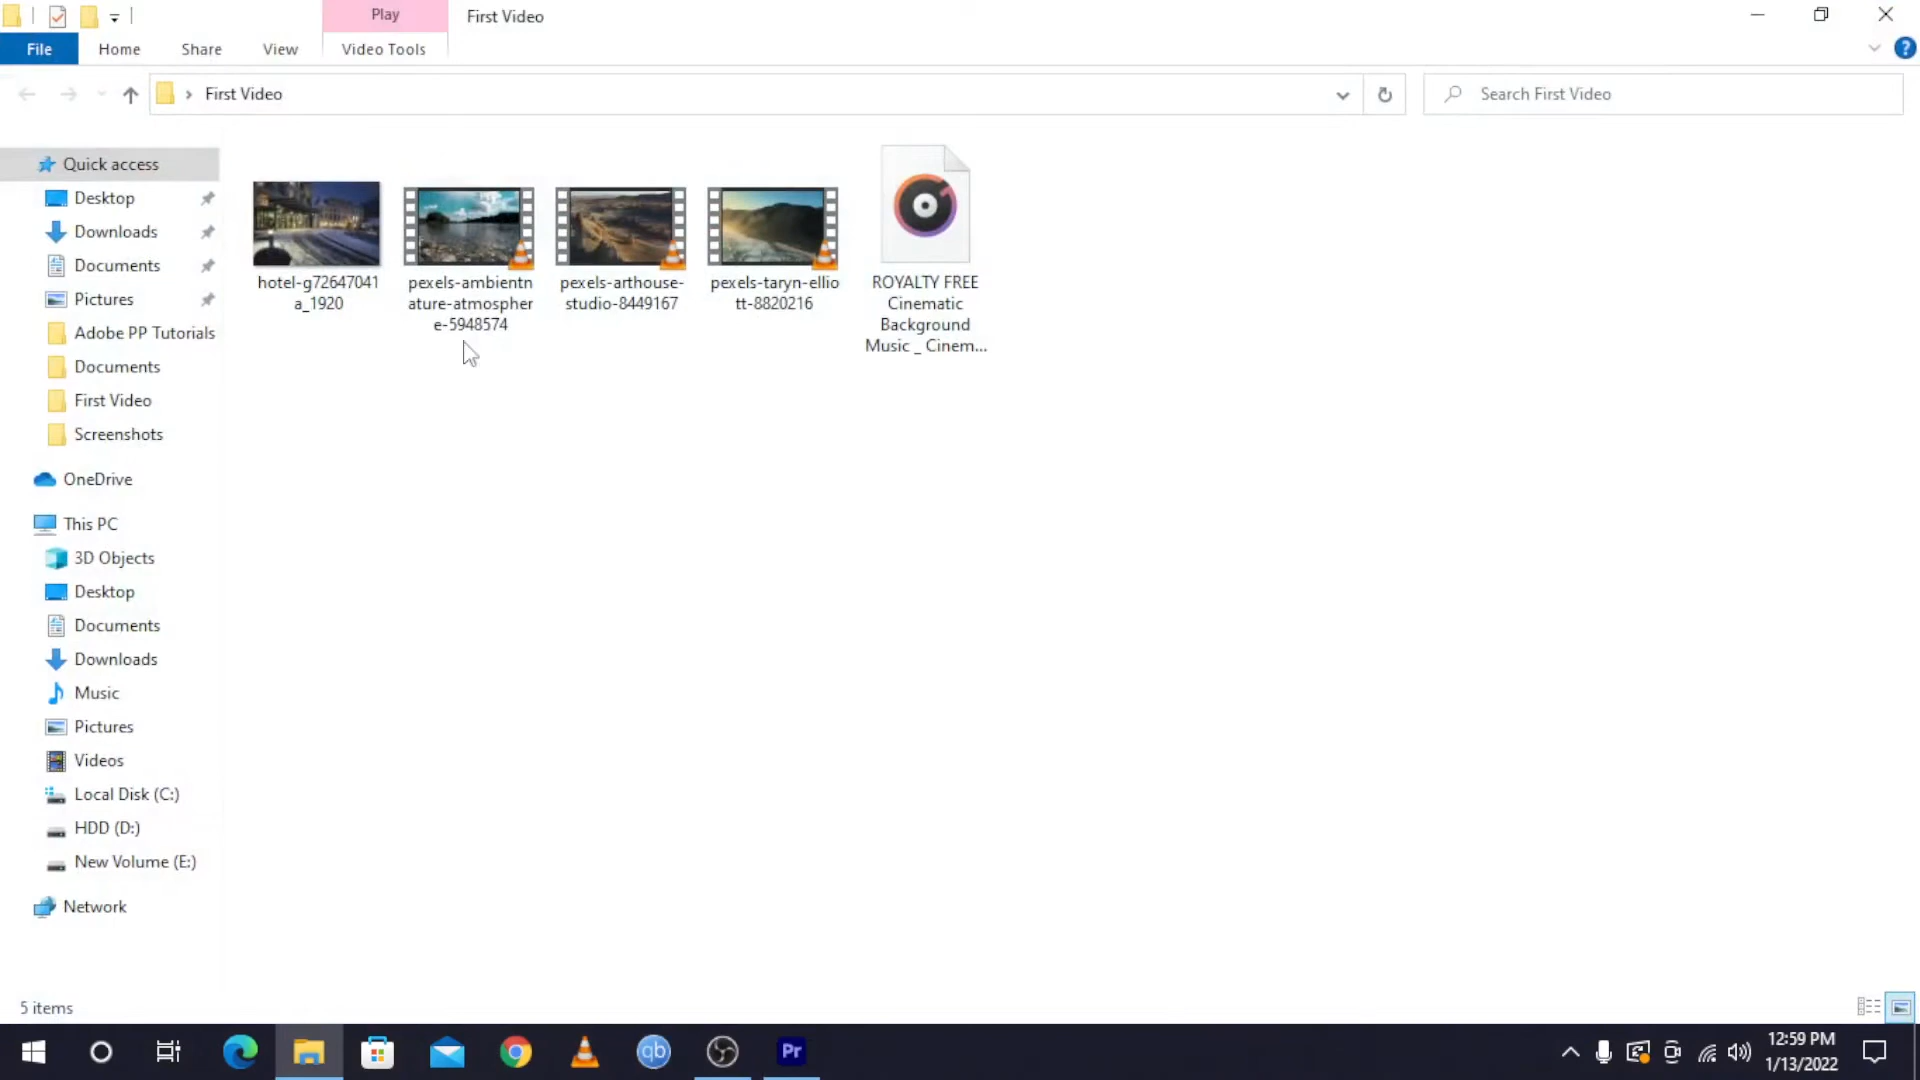 Play
First Video
File
Home
Share
View
Video Tools
First Video
Search First Video
Quick access
Desktop
Downloads
Documents
Pictures
Adobe PP Tutorials
Documents
First Video
Screenshots
OneDrive
This PC
3D Objects
Desktop
Documents
Downloads
Music
Pictures
Videos
Local Disk (C:)
HDD (D:)
New Volume (E:)
Network
hotel-g72647041
a_1920
pexels-ambientn
ature-atmospher
e-5948574
pexels-arthouse-
studio-8449167
pexels-taryn-ellio
tt-8820216
ROYALTY FREE
Cinematic
Background
Music _ Cinem...
5 items
qb
Pr
12:59 PM
1/13/2022